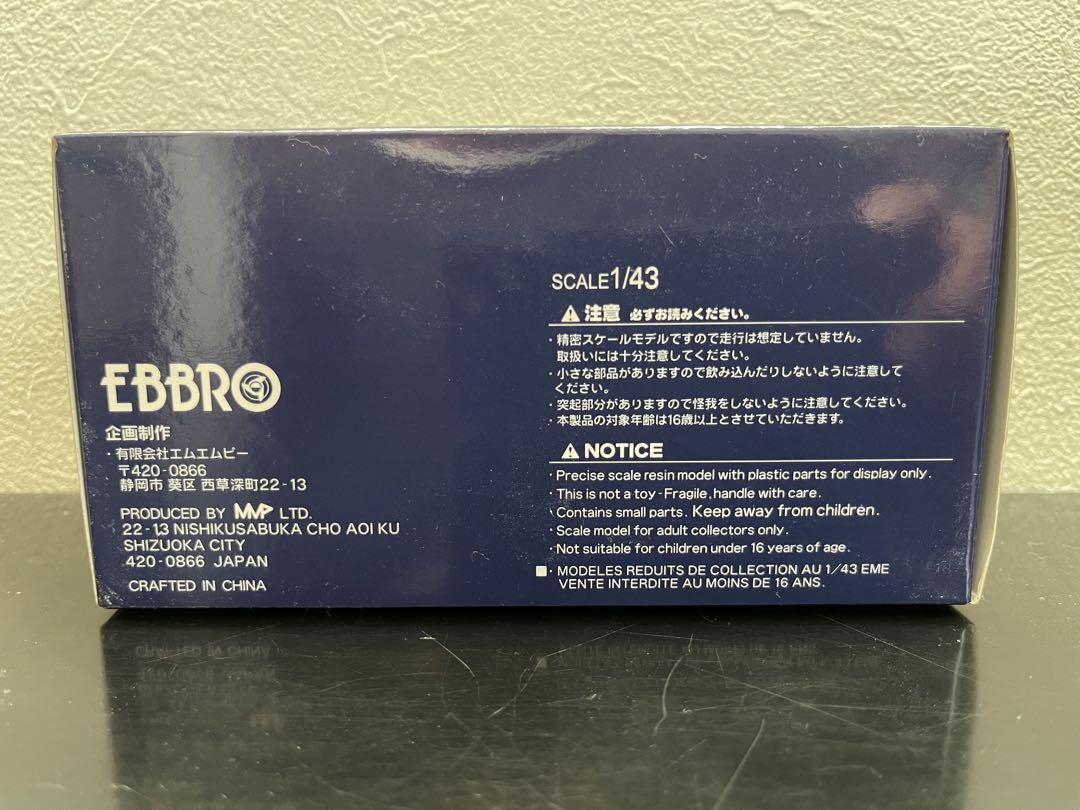 EBBRO
企画制作
・有限会社エムエムピー
〒420-0866
静岡市 葵区 西草深町22-13
PRODUCED BY MMP LTD.
22-13 NISHIKUSABUKA CHO AOI KU
SHIZUOKA CITY
420-0866 JAPAN
CRAFTED IN CHINA
SCALE1/43
注意 必ずお読みください。
・精密スケールモデルですので走行は想定していません。
取扱いには十分注意してください。
・小さな部品がありますので飲み込んだりしないように注意して
ください。
・突起部分がありますので怪我をしないように注意してください。
・本製品の対象年齢は16歳以上とさせていただきます。
NOTICE
・Precise scale resin model with plastic parts for display only.
・This is not a toy-Fragile, handle with care.
・Contains small parts. Keep away from children.
・Scale model for adult collectors only.
・Not suitable for children under 16 years of age.
■・MODELES REDUITS DE COLLECTION AU 1/43 EME
VENTE INTERDITE AU MOINS DE 16 ANS.